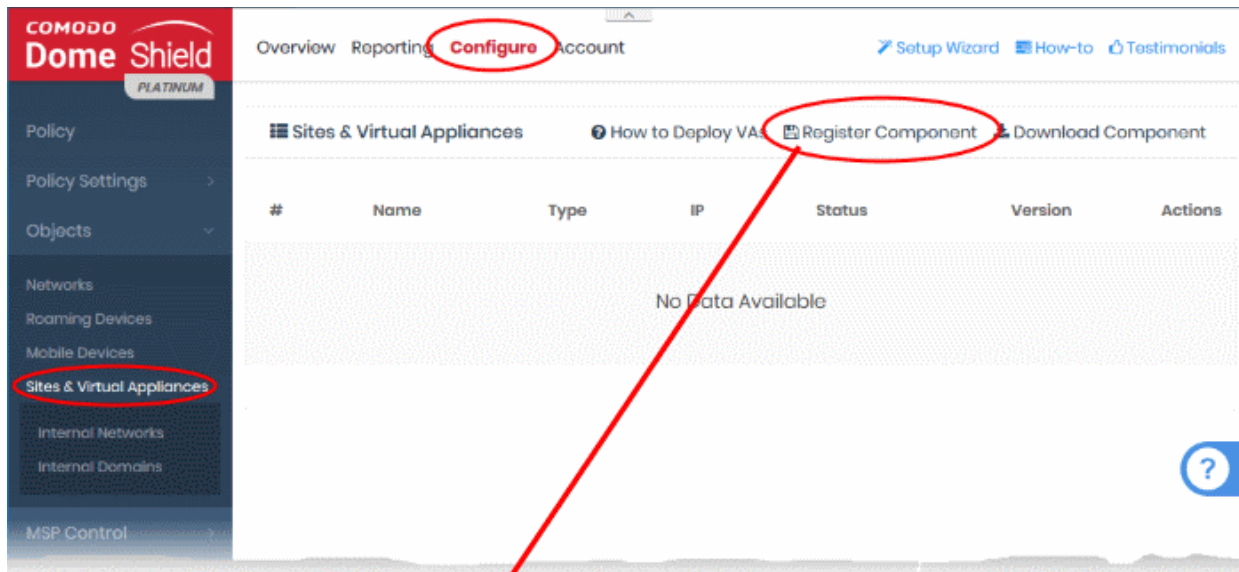 COMODO
Dome Shield
PLATINUM
Overview Reporting Configure Account
Setup Wizard How-to Testimonials
Policy
Policy Settings
Objects
Networks
Roaming Devices
Mobile Devices
Sites & Virtual Appliances
Internal Networks
Internal Domains
MSP Control
Sites & Virtual Appliances
How to Deploy VAs Register Component Download Component
# Name Type IP Status Version Actions
No Data Available
?